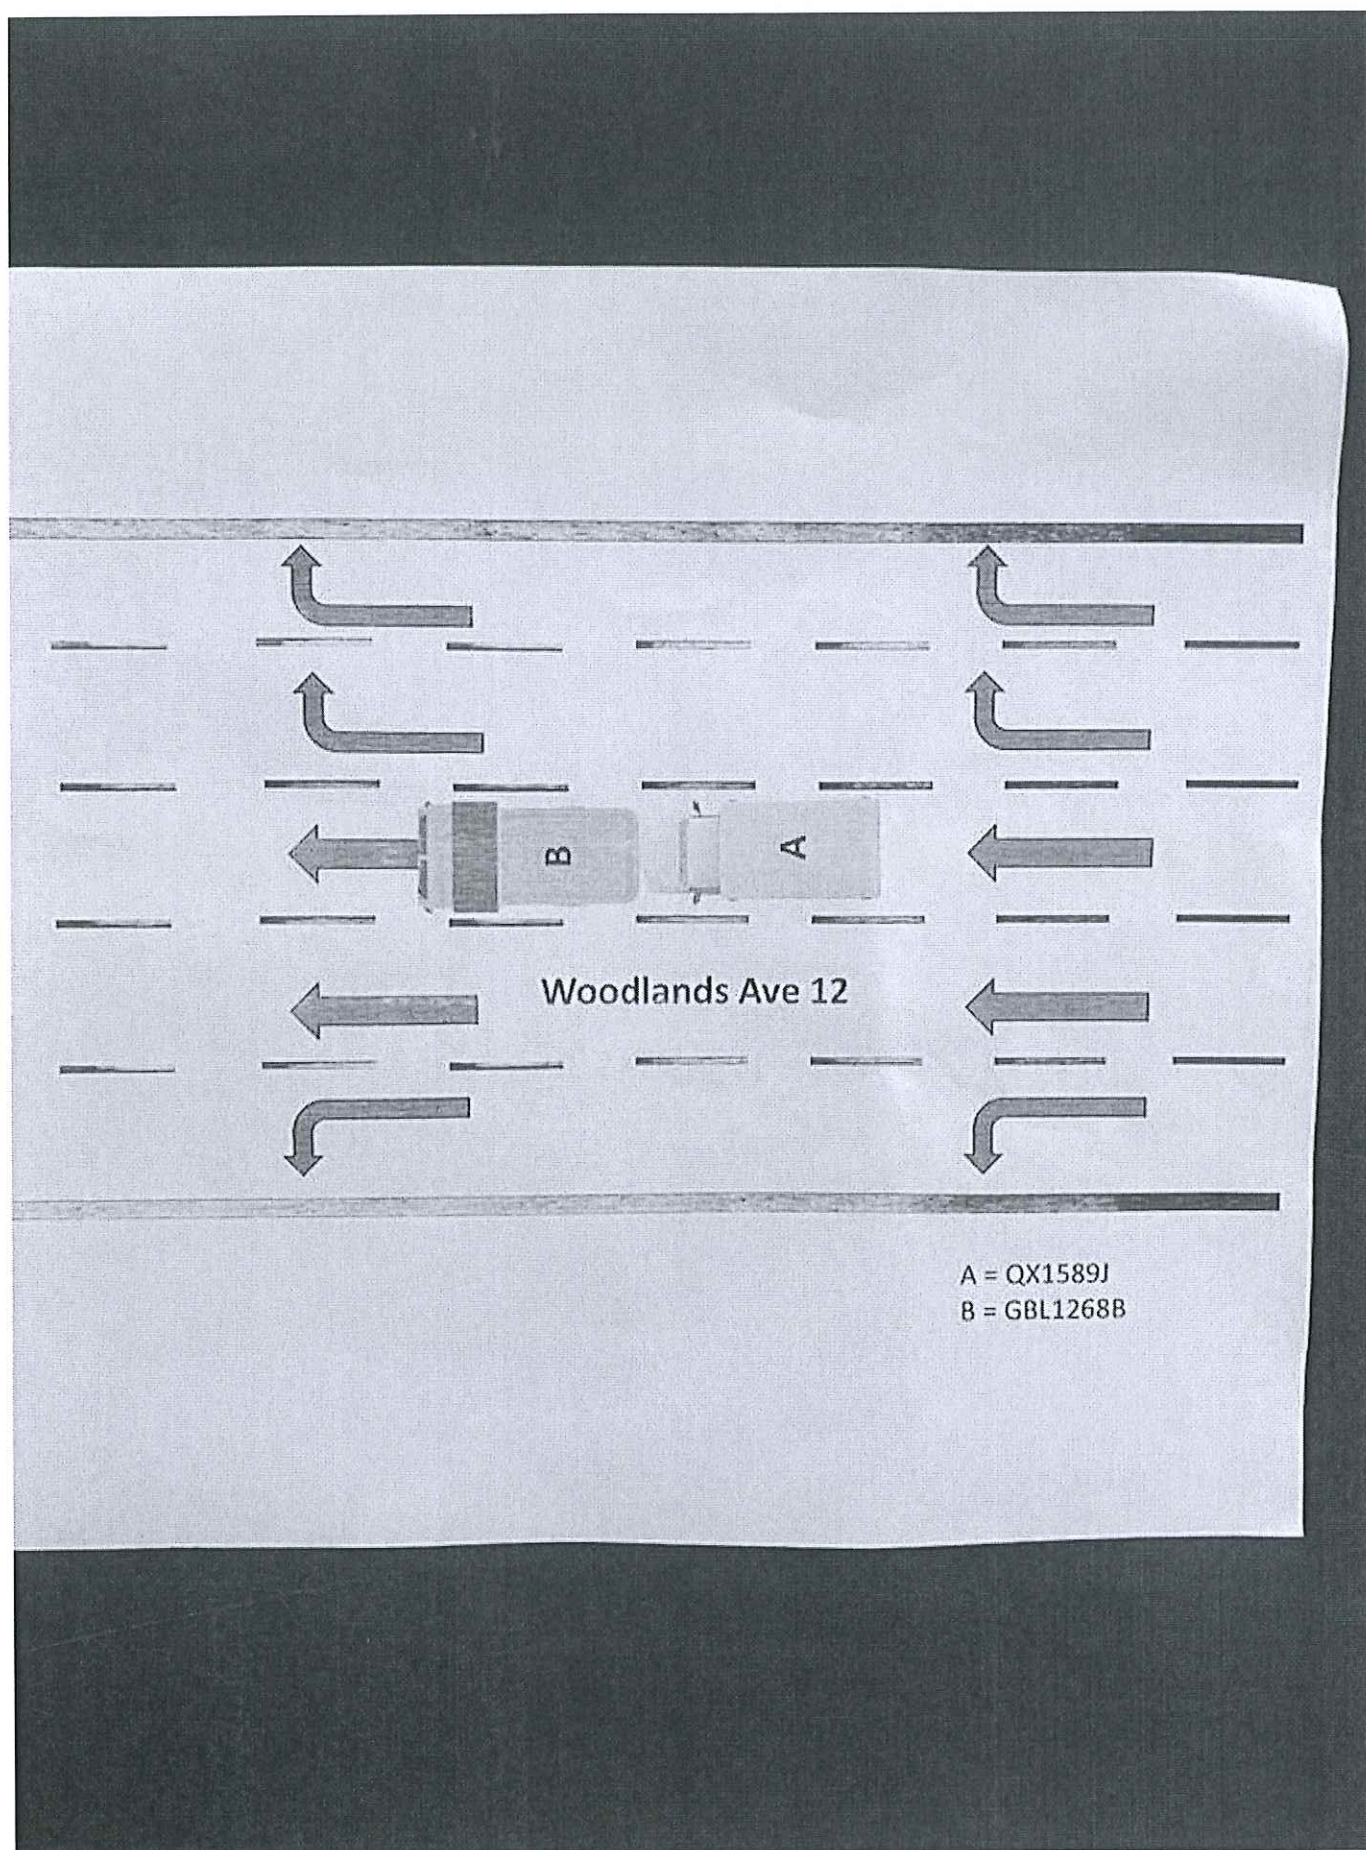 B
A
Woodlands Ave 12
A = QX1589J
B = GBL1268B